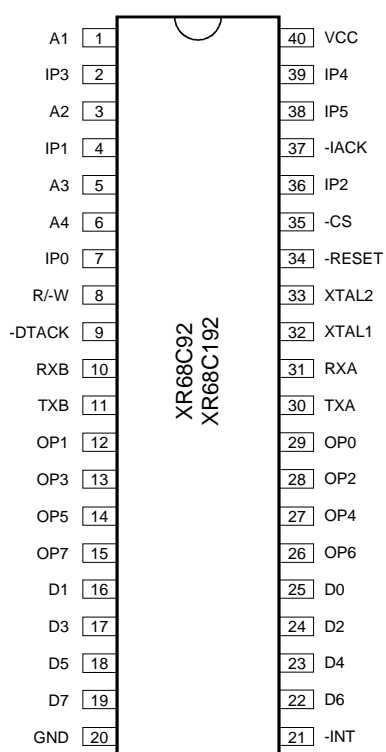 A1 1 40 VCC
IP3 2 39 IP4
A2 3 38 IP5
IP1 4 37 -IACK
A3 5 36 IP2
A4 6 35 -CS
IP0 7 34 -RESET
R/-W 8 33 XTAL2
-DTACK 9 32 XTAL1
RXB 10 31 RXA
TXB 11 30 TXA
OP1 12 29 OP0
OP3 13 28 OP2
OP5 14 27 OP4
OP7 15 26 OP6
D1 16 25 D0
D3 17 24 D2
D5 18 23 D4
D7 19 22 D6
GND 20 21 -INT
XR68C92
XR68C192